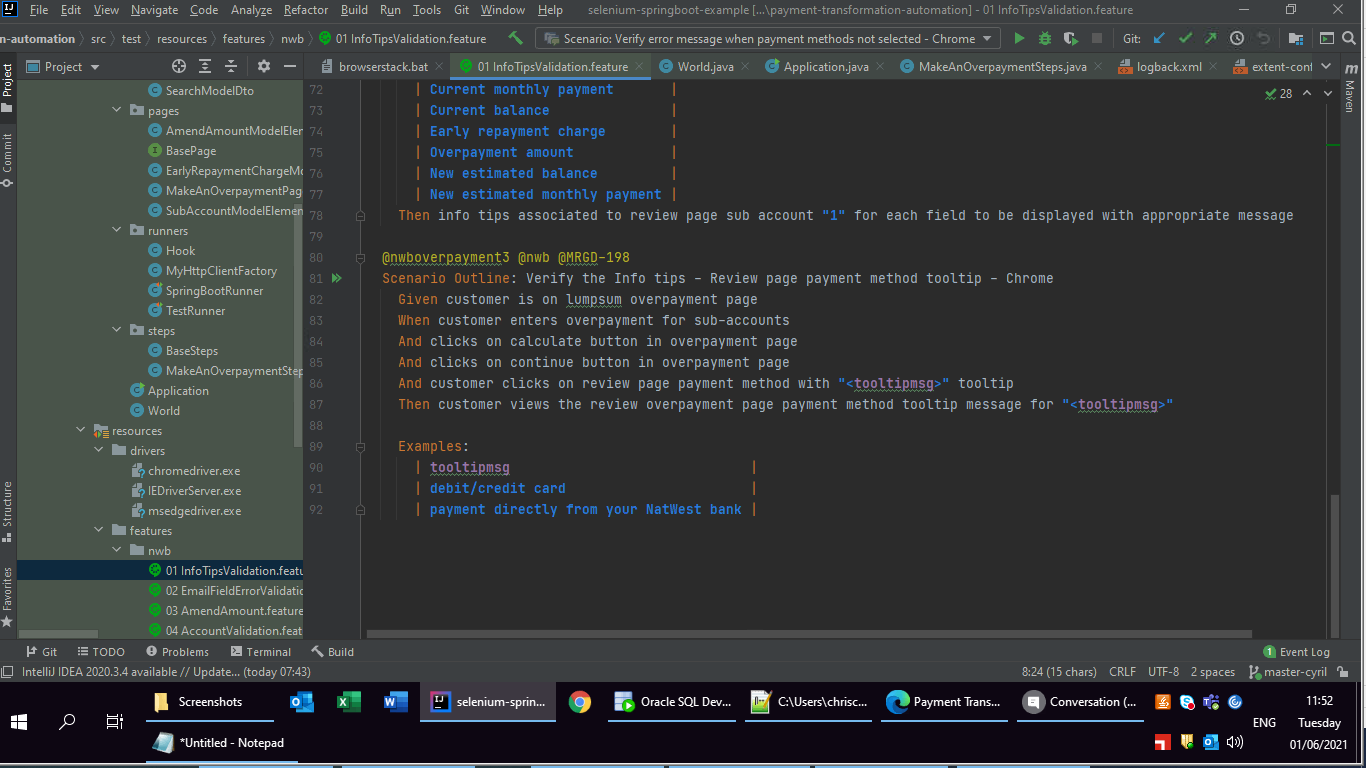 File Edit View Navigate Code Analyze Refactor Build Run Tools Git Window Help selenium-springboot-example [...\payment-transformation-automation] - 01 InfoTipsValidation.feature
n-automation src test resources features nwb 01 InfoTipsValidation.feature Scenario: Verify error message when payment methods not selected - Chrome Git:
Project browserstack.bat 01 InfoTipsValidation.feature World.java Application.java MakeAnOverpaymentSteps.java logback.xml extent-conf
Project
Commit
Structure
Favorites
Maven
SearchModelDto
pages
AmendAmountModelElem
BasePage
EarlyRepaymentChargeMo
MakeAnOverpaymentPag
SubAccountModelElemen
runners
Hook
MyHttpClientFactory
SpringBootRunner
TestRunner
steps
BaseSteps
MakeAnOverpaymentStep
Application
World
resources
drivers
chromedriver.exe
IEDriverServer.exe
msedgedriver.exe
features
nwb
01 InfoTipsValidation.featu
02 EmailFieldErrorValidatio
03 AmendAmount.feature
04 AccountValidation.feat
28
72 | Current monthly payment |
73 | Current balance |
74 | Early repayment charge |
75 | Overpayment amount |
76 | New estimated balance |
77 | New estimated monthly payment |
78 Then info tips associated to review page sub account "1" for each field to be displayed with appropriate message
79
80 @nwboverpayment3 @nwb @MRGD-198
81 Scenario Outline: Verify the Info tips - Review page payment method tooltip - Chrome
82 Given customer is on lumpsum overpayment page
83 When customer enters overpayment for sub-accounts
84 And clicks on calculate button in overpayment page
85 And clicks on continue button in overpayment page
86 And customer clicks on review page payment method with "<tooltipmsg>" tooltip
87 Then customer views the review overpayment page payment method tooltip message for "<tooltipmsg>"
88
89 Examples:
90 | tooltipmsg |
91 | debit/credit card |
92 | payment directly from your NatWest bank |
Git TODO Problems Terminal Build 1 Event Log
IntelliJ IDEA 2020.3.4 available // Update... (today 07:43) 8:24 (15 chars) CRLF UTF-8 2 spaces master-cyril
Screenshots selenium-sprin... Oracle SQL Dev... C:\Users\chrisc... Payment Trans... Conversation (... 11:52
ENG Tuesday
*Untitled - Notepad 01/06/2021